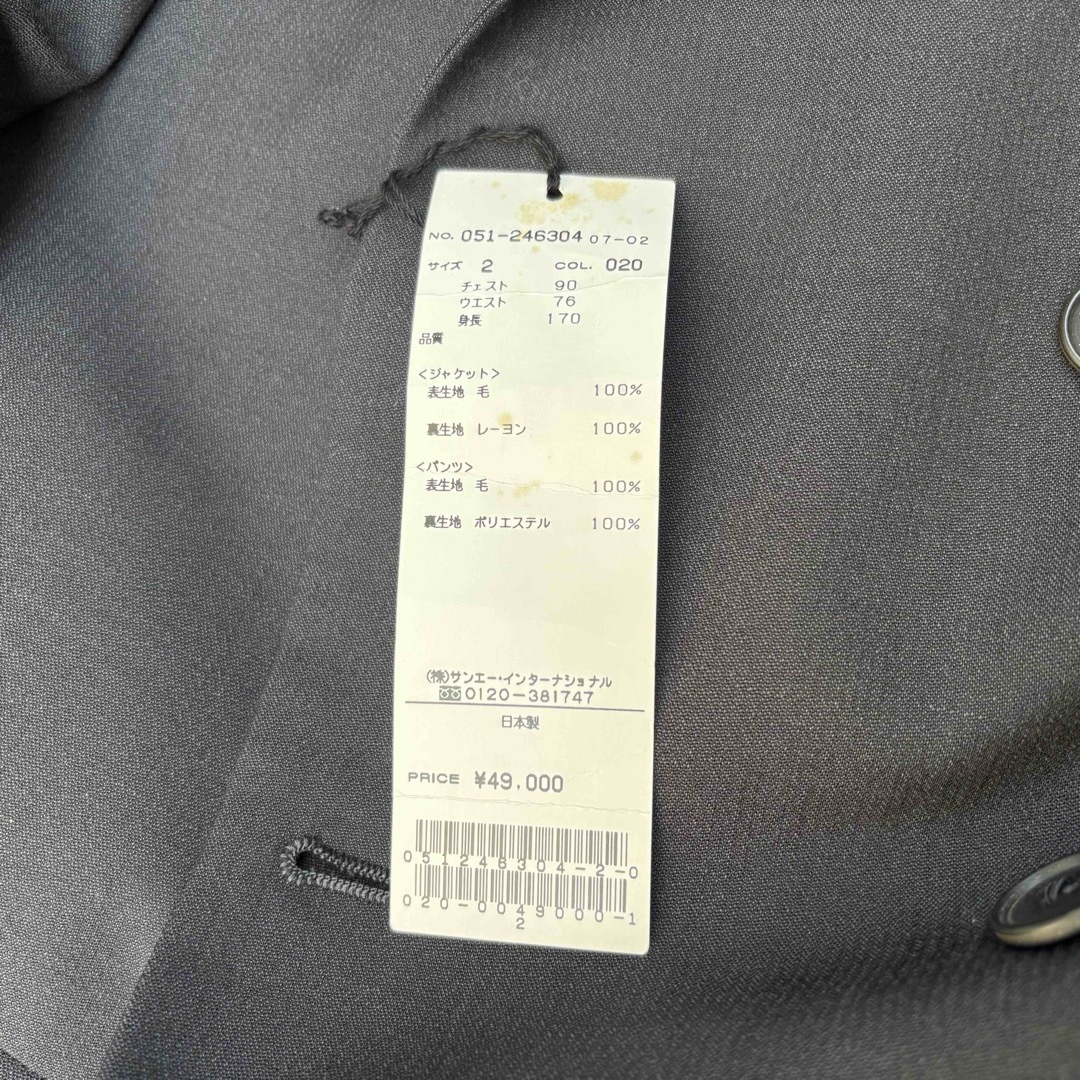 NO. 051-246304 07-02
サイズ 2 COL. 020
チェスト 90
ウエスト 76
身長 170
品質
＜ジャケット＞
表生地 毛 100%
裏生地 レーヨン 100%
＜パンツ＞
表生地 毛 100%
裏生地 ポリエステル 100%
(株)サンエー・インターナショナル
0120-381747
日本製
PRICE ¥49,000
051246304-2-0
020-0049000-1
2